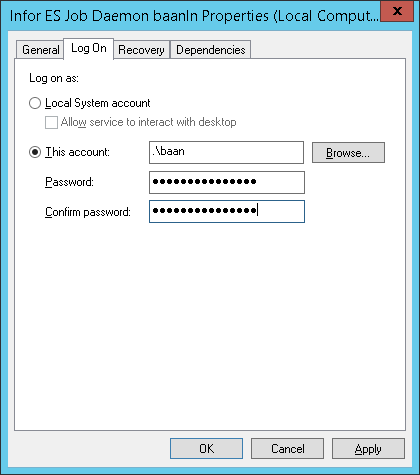 Infor ES Job Daemon baanln Properties (Local Comput...
x
General Log On Recovery Dependencies
Log on as:
Local System account
Allow service to interact with desktop
This account: .\baan Browse...
Password: ●●●●●●●●●●●●●●●
Confirm password: ●●●●●●●●●●●●●●●
OK Cancel Apply